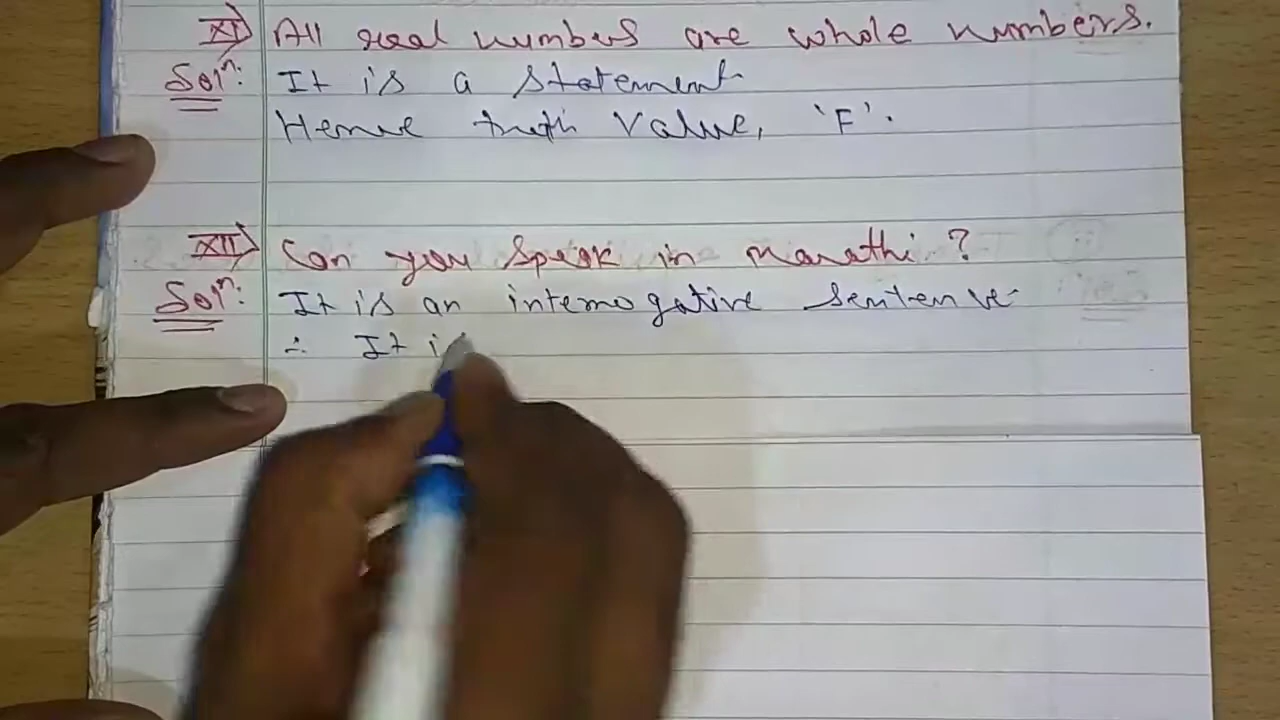 XI) All real numbers are whole numbers.
Solⁿ: It is a statement
Hence truth value, 'F'.
XII) Can you speak in marathi ?
Solⁿ: It is an interrogative sentence
∴ It i